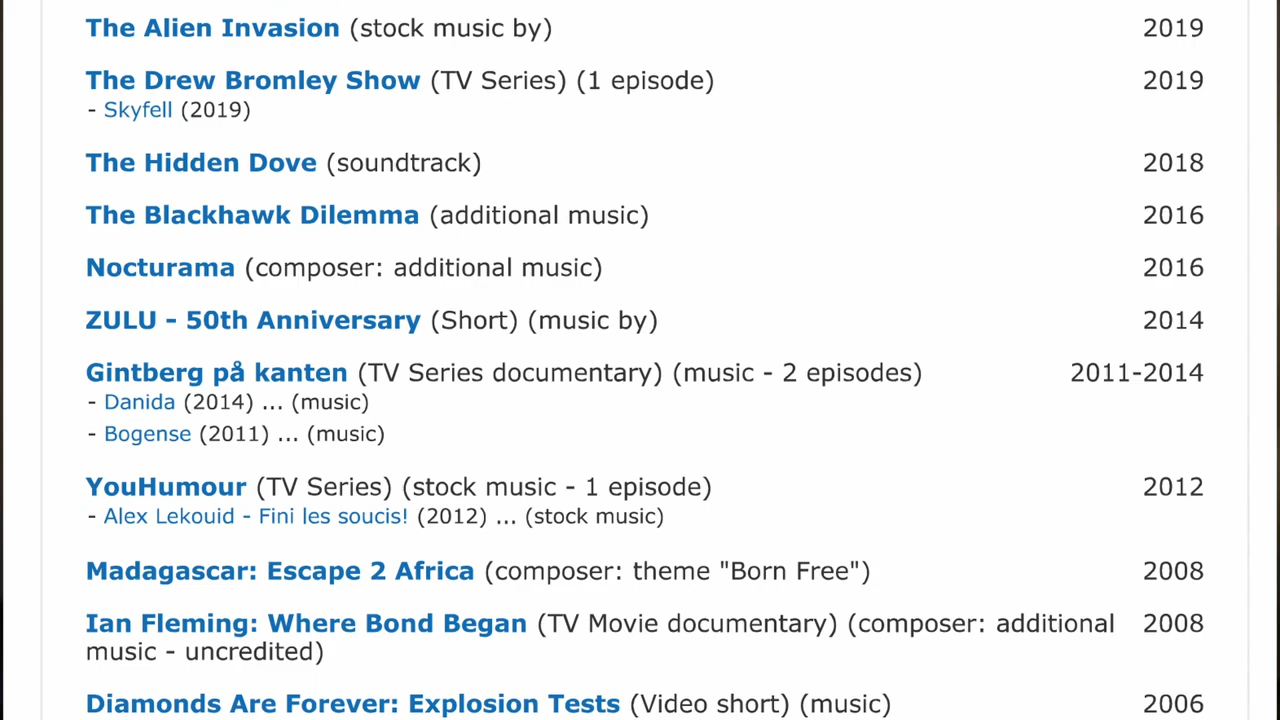 The Alien Invasion (stock music by) 2019
The Drew Bromley Show (TV Series) (1 episode) 2019
- Skyfell (2019)
The Hidden Dove (soundtrack) 2018
The Blackhawk Dilemma (additional music) 2016
Nocturama (composer: additional music) 2016
ZULU - 50th Anniversary (Short) (music by) 2014
Gintberg på kanten (TV Series documentary) (music - 2 episodes) 2011-2014
- Danida (2014) ... (music)
- Bogense (2011) ... (music)
YouHumour (TV Series) (stock music - 1 episode) 2012
- Alex Lekouid - Fini les soucis! (2012) ... (stock music)
Madagascar: Escape 2 Africa (composer: theme "Born Free") 2008
Ian Fleming: Where Bond Began (TV Movie documentary) (composer: additional 2008
music - uncredited)
Diamonds Are Forever: Explosion Tests (Video short) (music) 2006